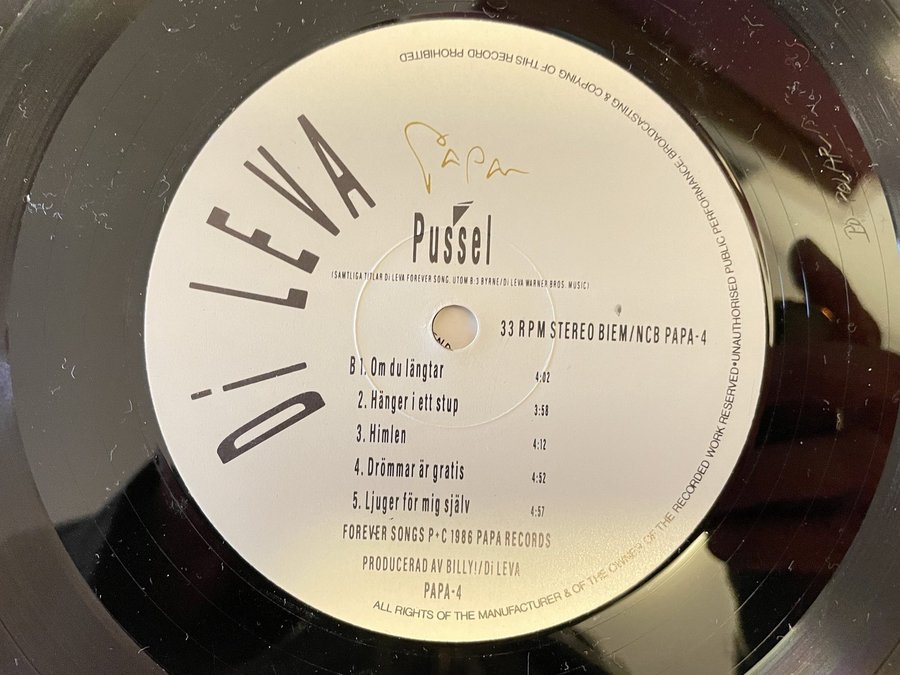 Di LEVA
Papa
Pussel
(SAMTLIGA TITLAR Di LEVA FOREVER SONG, UTOM B:3 BYRNE/Di LEVA WARNER BROS. MUSIC)
33 RPM STEREO BIEM/NCB PAPA-4
B 1. Om du längtar 4:02
2. Hänger i ett stup 3:58
3. Himlen 4:12
4. Drömmar är gratis 4:52
5. Ljuger för mig själv 4:57
FOREVER SONGS P+C 1986 PAPA RECORDS
PRODUCERAD AV BILLY!/Di LEVA
PAPA-4
ALL RIGHTS OF THE MANUFACTURER & OF THE OWNER OF THE RECORDED WORK RESERVED•UNAUTHORISED PUBLIC PERFORMANCE, BROADCASTING & COPYING OF THIS RECORD PROHIBITED